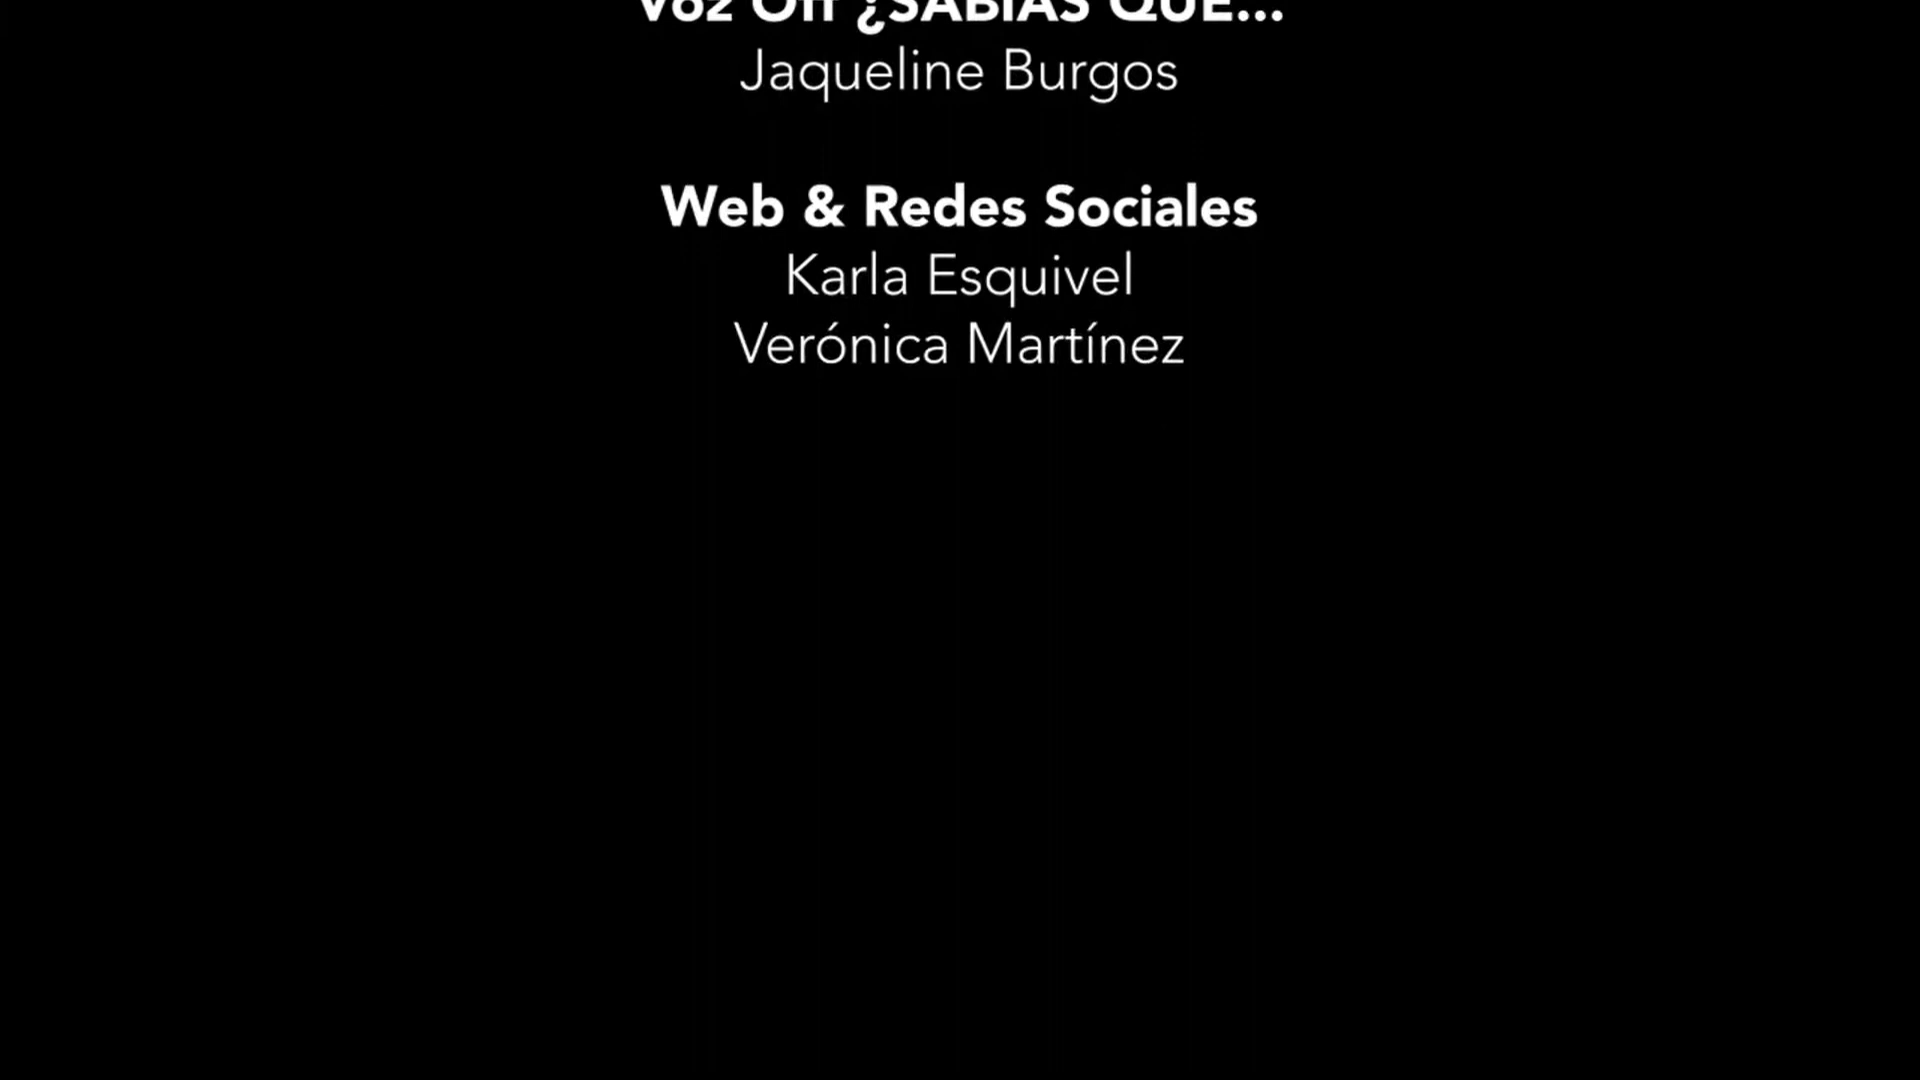 Voz Off ¿SABÍAS QUE...
Jaqueline Burgos
Web & Redes Sociales
Karla Esquivel
Verónica Martínez